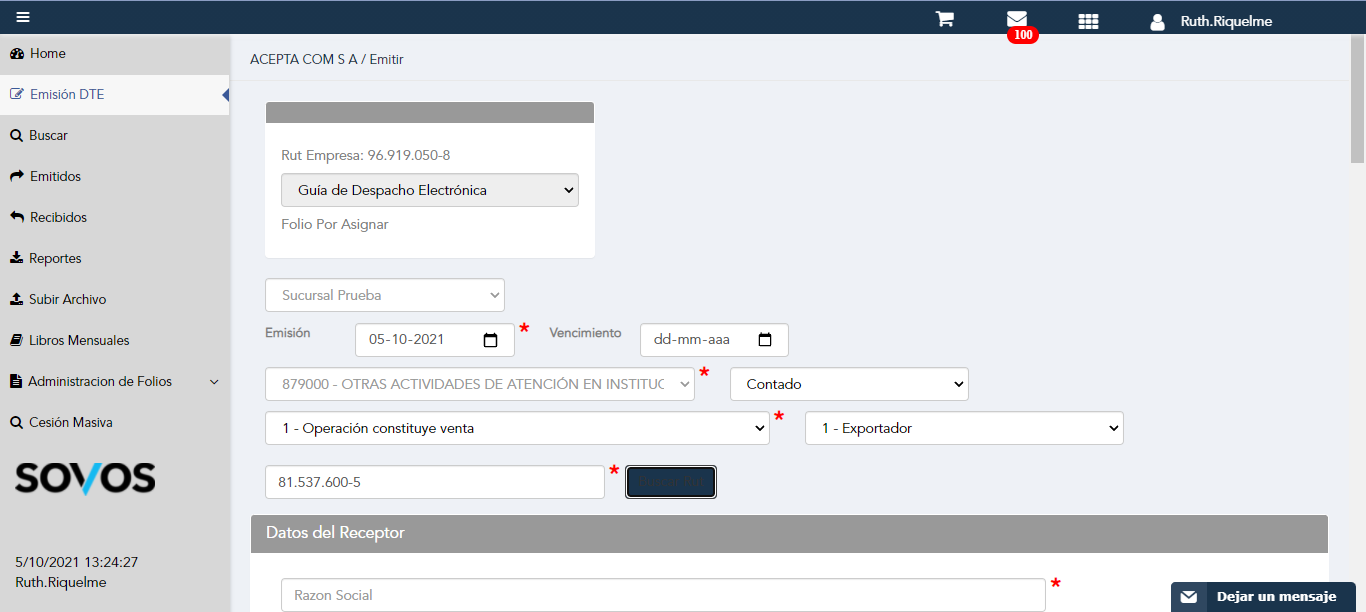 Ruth.Riquelme
100
Home
Emisión DTE
Buscar
Emitidos
Recibidos
Reportes
Subir Archivo
Libros Mensuales
Administracion de Folios
Cesión Masiva
SOVOS
5/10/2021 13:24:27
Ruth.Riquelme
ACEPTA COM S A / Emitir
Rut Empresa: 96.919.050-8
Guía de Despacho Electrónica
Folio Por Asignar
Sucursal Prueba
Emisión 05-10-2021 * Vencimiento dd-mm-aaa
879000 - OTRAS ACTIVIDADES DE ATENCIÓN EN INSTITUC * Contado
1 - Operación constituye venta * 1 - Exportador
81.537.600-5 *
Datos del Receptor
Razon Social *
Dejar un mensaje